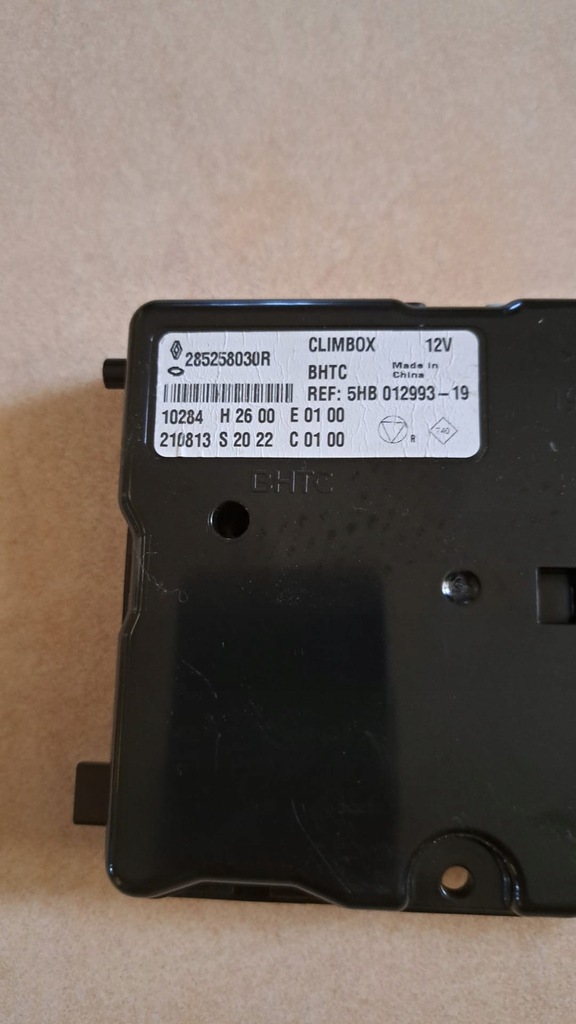 285258030R CLIMBOX 12V
BHTC Made in China
REF: 5HB 012993-19
10284 H 26 00 E 01 00
210813 S 20 22 C 01 00 R 740
BHTC